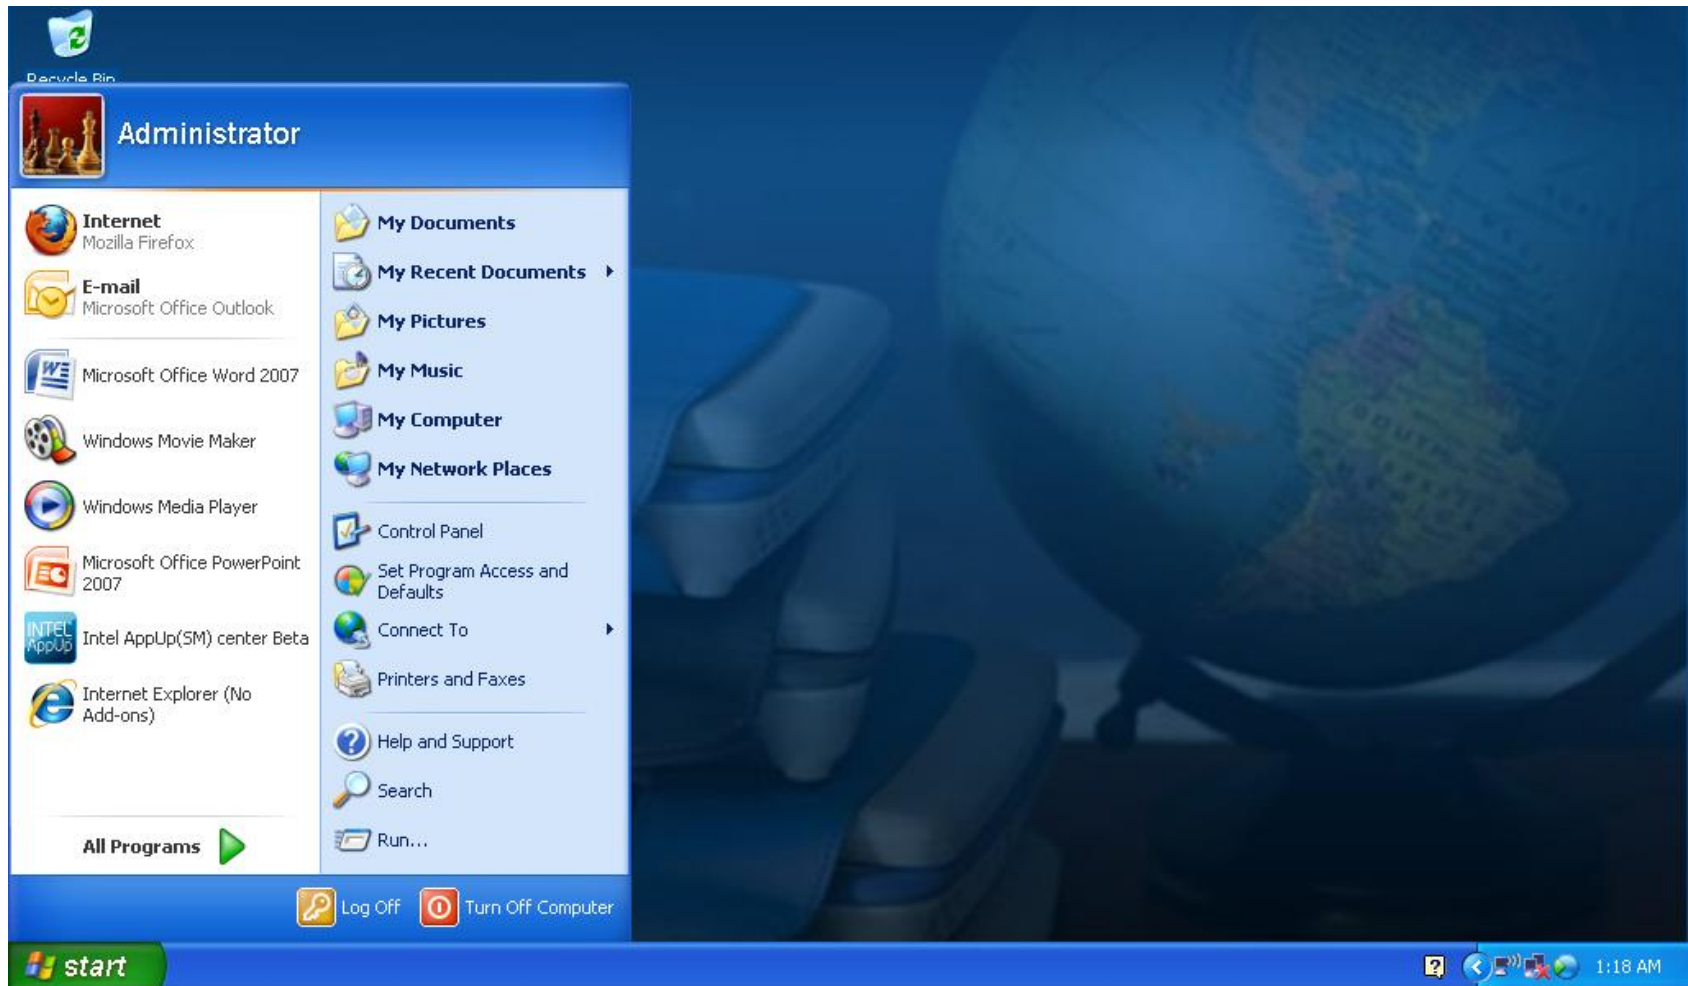 Recycle Bin
Administrator
Internet
Mozilla Firefox
E-mail
Microsoft Office Outlook
Microsoft Office Word 2007
Windows Movie Maker
Windows Media Player
Microsoft Office PowerPoint
2007
INTEL
AppUp
Intel AppUp(SM) center Beta
Internet Explorer (No
Add-ons)
All Programs
My Documents
My Recent Documents
My Pictures
My Music
My Computer
My Network Places
Control Panel
Set Program Access and
Defaults
Connect To
Printers and Faxes
Help and Support
Search
Run...
Log Off
Turn Off Computer
start
1:18 AM